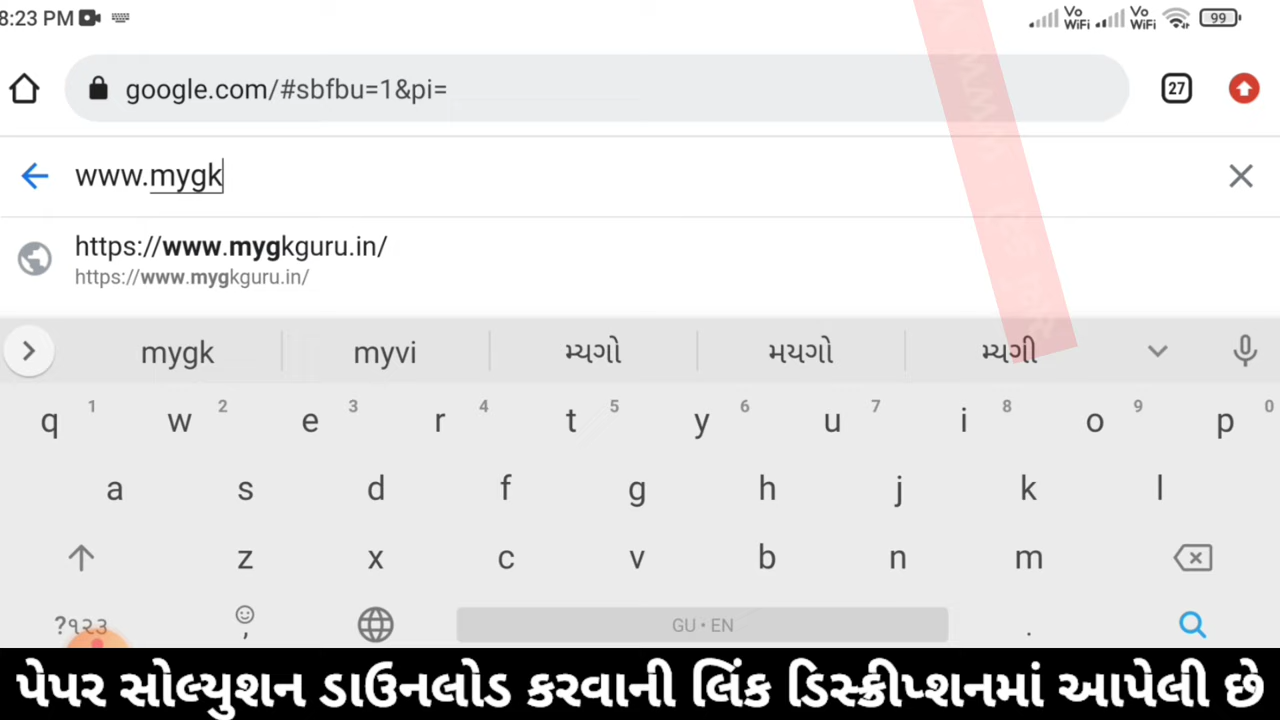 8:23 PM
Vo WiFi Vo WiFi 99
google.com/#sbfbu=1&pi=
27
www.mygk
https://www.mygkguru.in/
https://www.mygkguru.in/
mygk myvi મ્યગો મયગો મ્યગી
q 1 w 2 e 3 r 4 t 5 y 6 u 7 i 8 o 9 p 0
a s d f g h j k l
z x c v b n m
?૧૨૩ , GU • EN .
પેપર સોલ્યુશન ડાઉનલોડ કરવાની લિંક ડિસ્ક્રીપ્શનમાં આપેલી છે